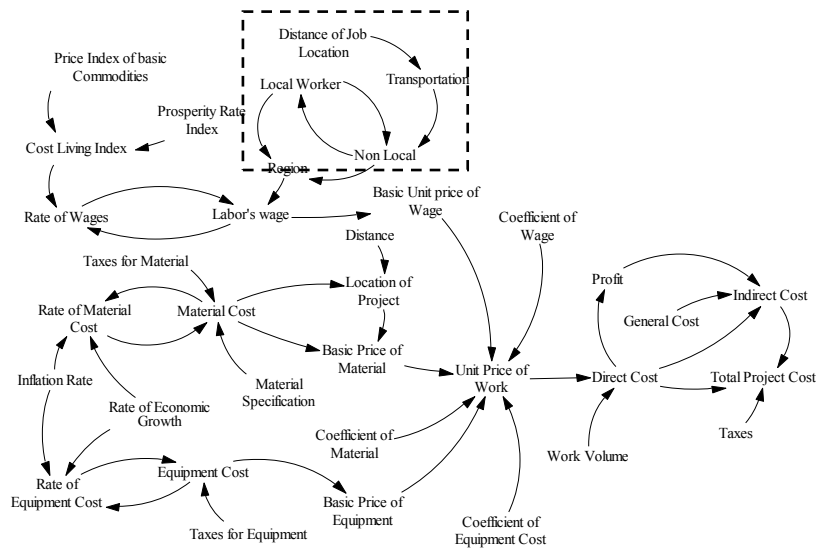 Distance of Job
Location
Price Index of basic
Commodities
Transportation
Local Worker
Prosperity Rate
Index
Cost Living Index
Non Local
Region
Basic Unit price of
Wage
Rate of Wages
Labor's wage
Coefficient of
Wage
Distance
Taxes for Material
Location of
Project
Profit
Rate of Material
Cost
Material Cost
Indirect Cost
General Cost
Basic Price of
Material
Unit Price of
Work
Direct Cost
Total Project Cost
Inflation Rate
Material
Specification
Rate of Economic
Growth
Coefficient of
Material
Taxes
Work Volume
Equipment Cost
Rate of
Equipment Cost
Basic Price of
Equipment
Taxes for Equipment
Coefficient of
Equipment Cost